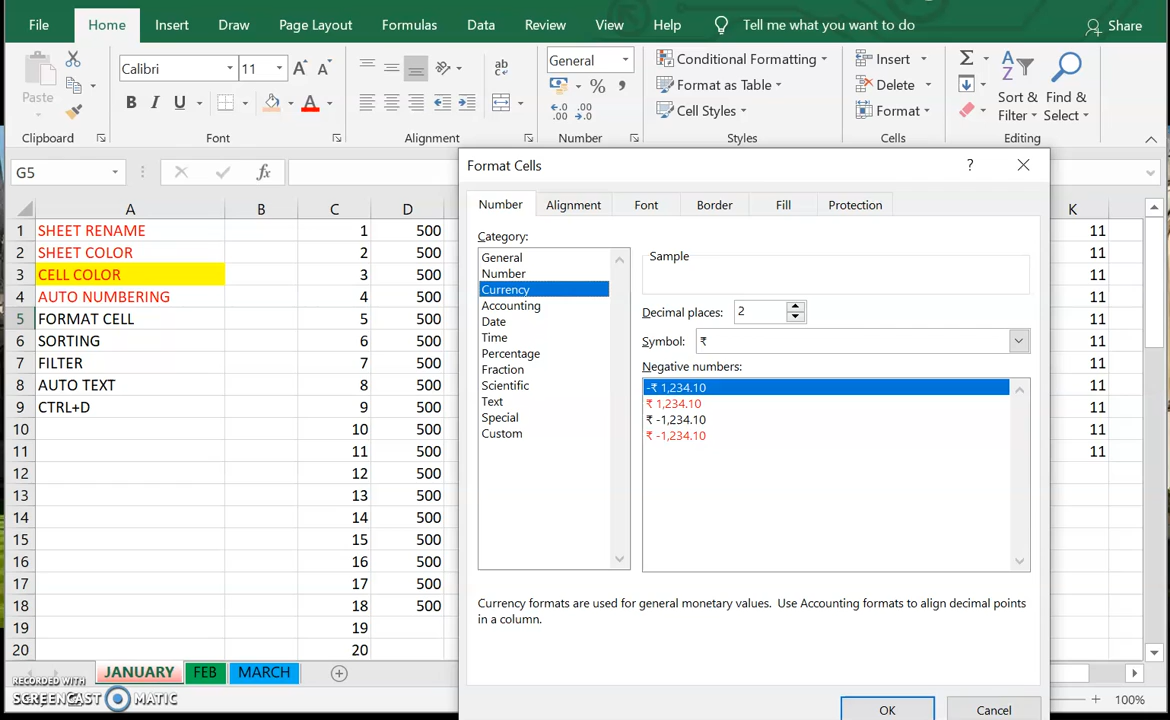 File Home Insert Draw Page Layout Formulas Data Review View Help Tell me what you want to do Share
Paste
Calibri 11 A A
B I U A
ab
General
% ,
Conditional Formatting
Format as Table
Cell Styles
Insert
Delete
Format
Sort &
Filter
Find &
Select
Clipboard Font Alignment Number Styles Cells Editing
G5 fx
Format Cells ?
Number Alignment Font Border Fill Protection
Category:
General
Number
Currency
Accounting
Date
Time
Percentage
Fraction
Scientific
Text
Special
Custom
Sample
Decimal places: 2
Symbol: ₹
Negative numbers:
-₹ 1,234.10
₹ 1,234.10
₹ -1,234.10
₹ -1,234.10
Currency formats are used for general monetary values. Use Accounting formats to align decimal points
in a column.
OK Cancel
A B C D K
1 SHEET RENAME 1 500 11
2 SHEET COLOR 2 500 11
3 CELL COLOR 3 500 11
4 AUTO NUMBERING 4 500 11
5 FORMAT CELL 5 500 11
6 SORTING 6 500 11
7 FILTER 7 500 11
8 AUTO TEXT 8 500 11
9 CTRL+D 9 500 11
10 10 500 11
11 11 500 11
12 12 500
13 13 500
14 14 500
15 15 500
16 16 500
17 17 500
18 18 500
19 19
20 20
JANUARY FEB MARCH
RECORDED WITH
SCREENCAST MATIC
100%